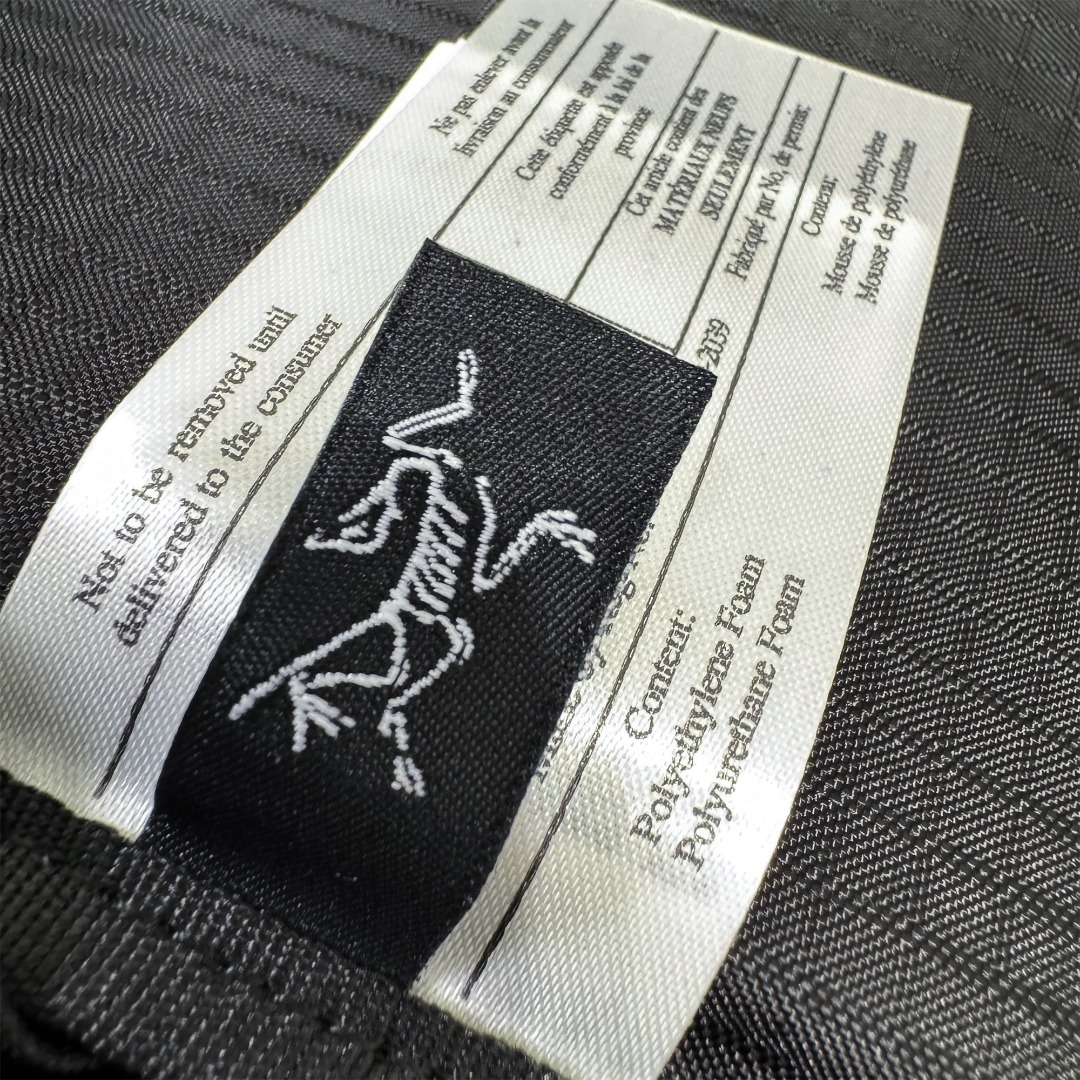 Not to be removed until
delivered to the consumer
Content:
Polyethylene Foam
Polyurethane Foam
Ne pas enlever avant la
livraison au consommateur
Cette étiquette est apposée
conformément à la loi de la
province
Cet article contient des
MATÉRIAUX NEUFS
SEULEMENT
Fabriqué par No. de permis:
2039
Contenu:
Mousse de polyéthylène
Mousse de polyuréthane